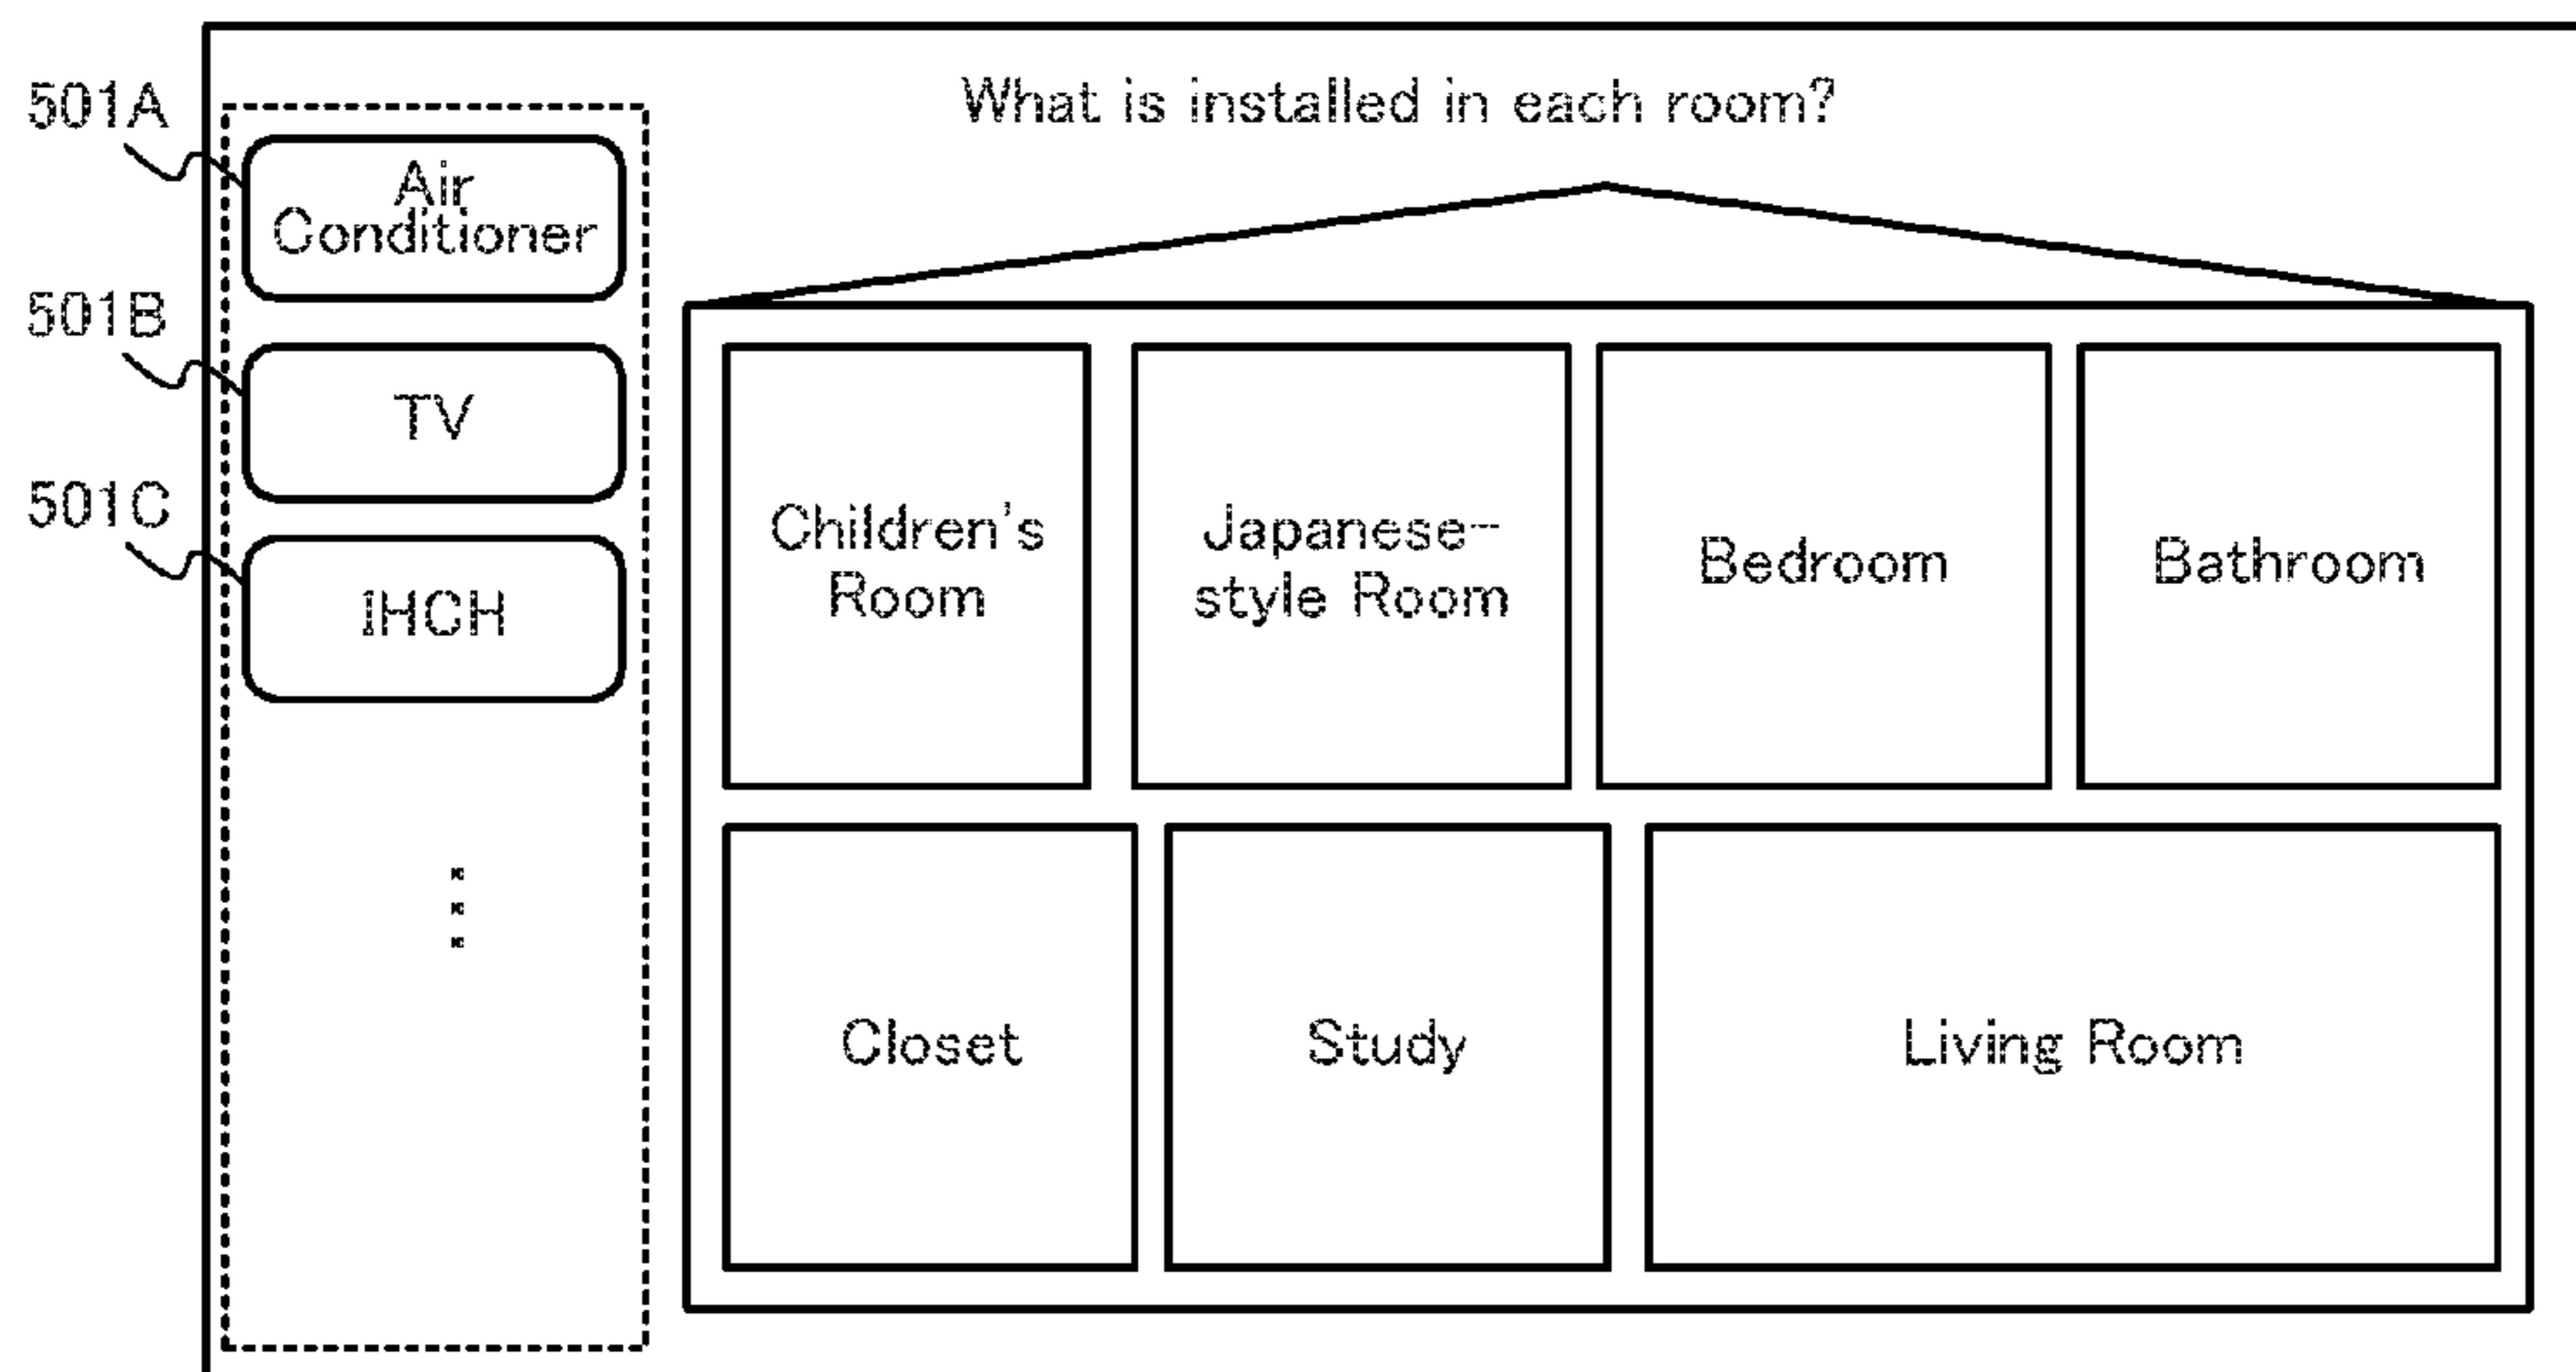 What is installed in each room?
501A
Air
Conditioner
501B
TV
501C
IHCH
Children's
Room
Japanese-
style Room
Bedroom
Bathroom
Closet
Study
Living Room